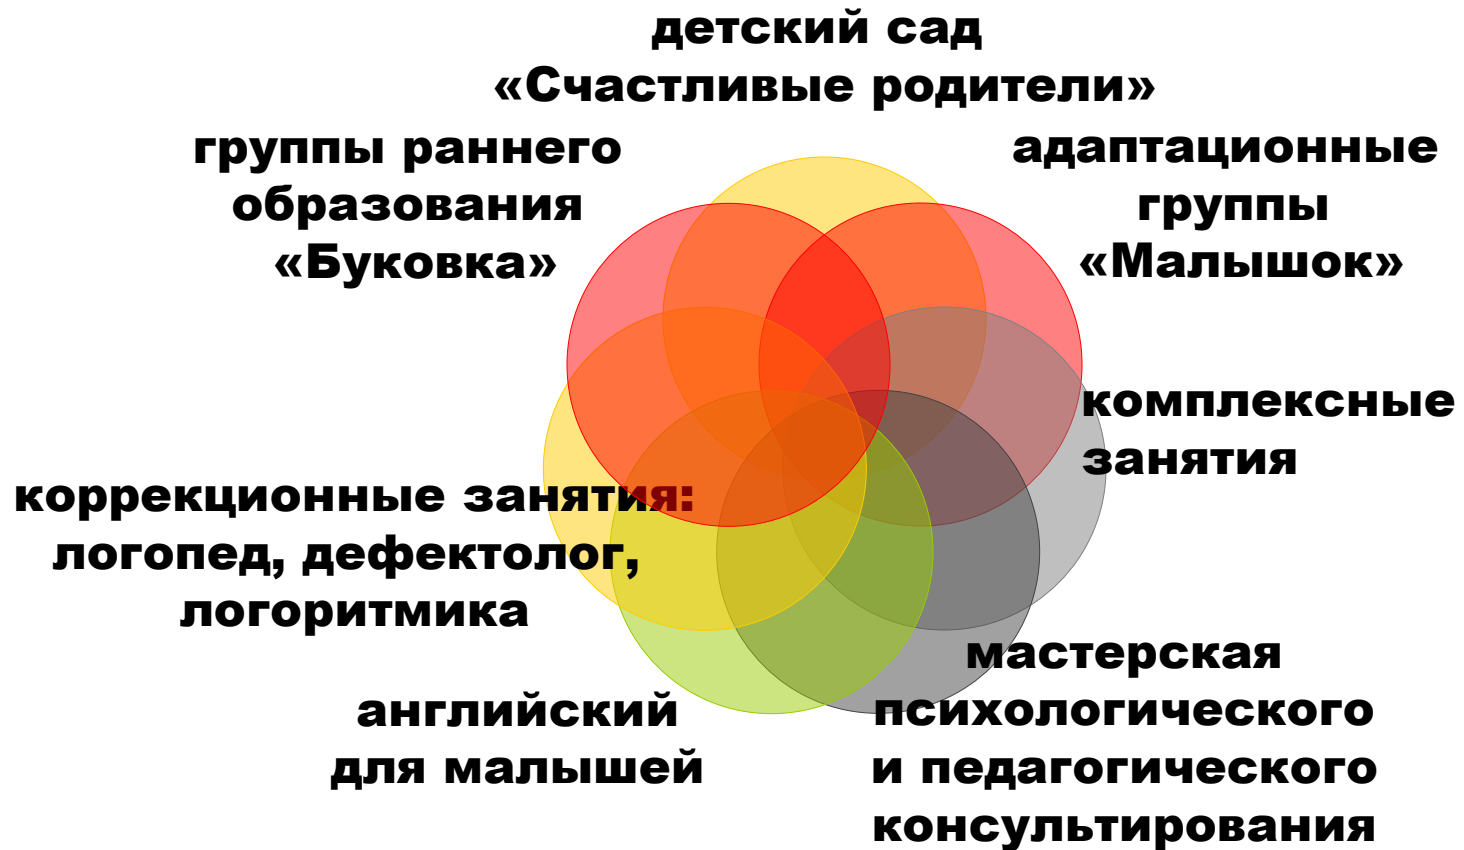 детский сад
«Счастливые родители»
группы раннего
образования
«Буковка»
адаптационные
группы
«Малышок»
комплексные
занятия
коррекционные занятия:
логопед, дефектолог,
логоритмика
мастерская
психологического
и педагогического
консультирования
английский
для малышей